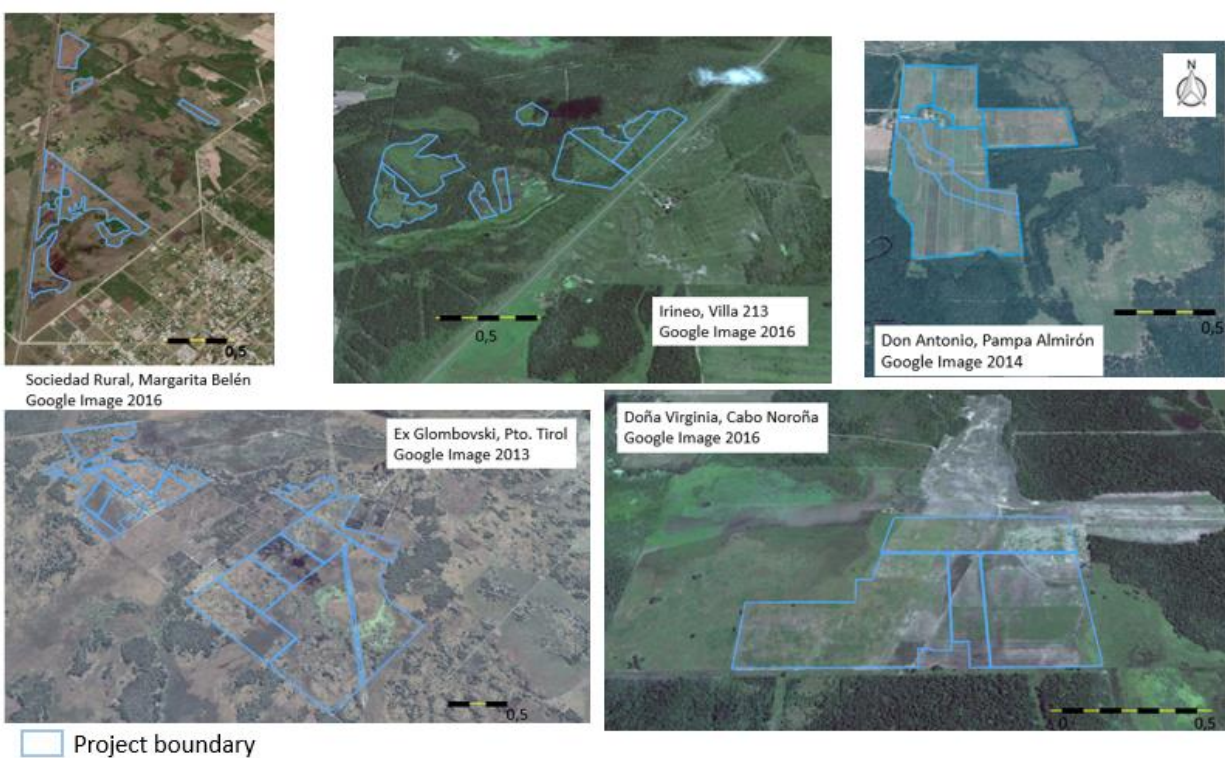 N
0,5
Sociedad Rural, Margarita Belén
Google Image 2016
0,5
Irineo, Villa 213
Google Image 2016
0,5
Don Antonio, Pampa Almirón
Google Image 2014
Ex Glombovski, Pto. Tirol
Google Image 2013
0,5
Doña Virginia, Cabo Noroña
Google Image 2016
0 0,5
Project boundary